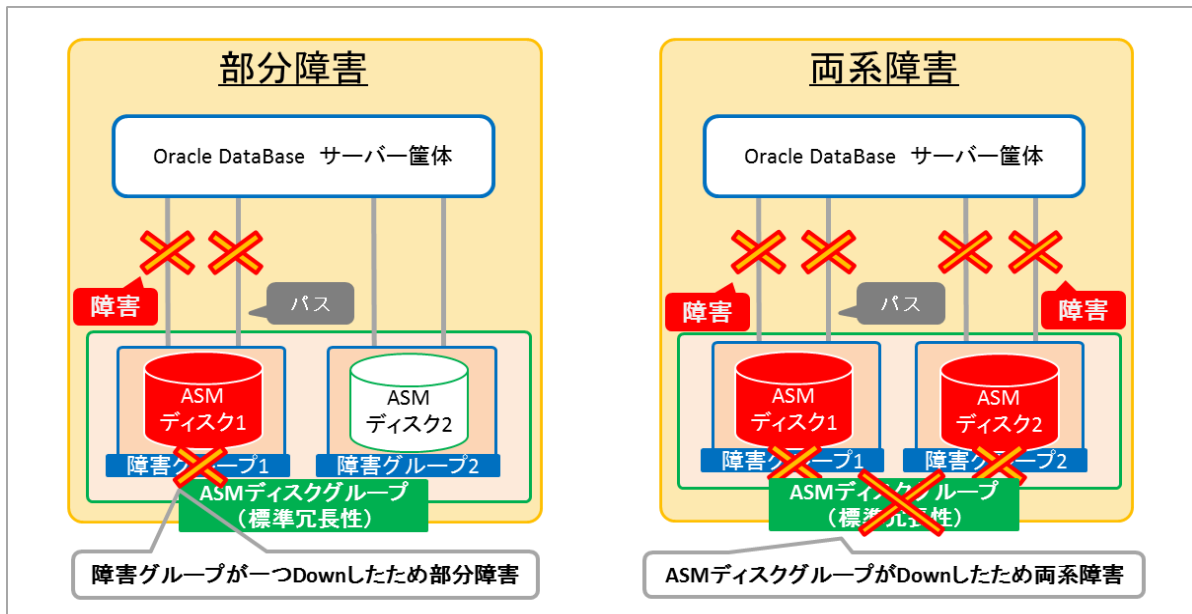 部分障害
Oracle DataBase サーバー筐体
障害
パス
ASM
ディスク1
ASM
ディスク2
障害グループ1
障害グループ2
ASMディスクグループ
（標準冗長性）
障害グループが一つDownしたため部分障害
両系障害
Oracle DataBase サーバー筐体
障害
パス
障害
ASM
ディスク1
ASM
ディスク2
障害グループ1
障害グループ2
ASMディスクグループ
（標準冗長性）
ASMディスクグループがDownしたため両系障害